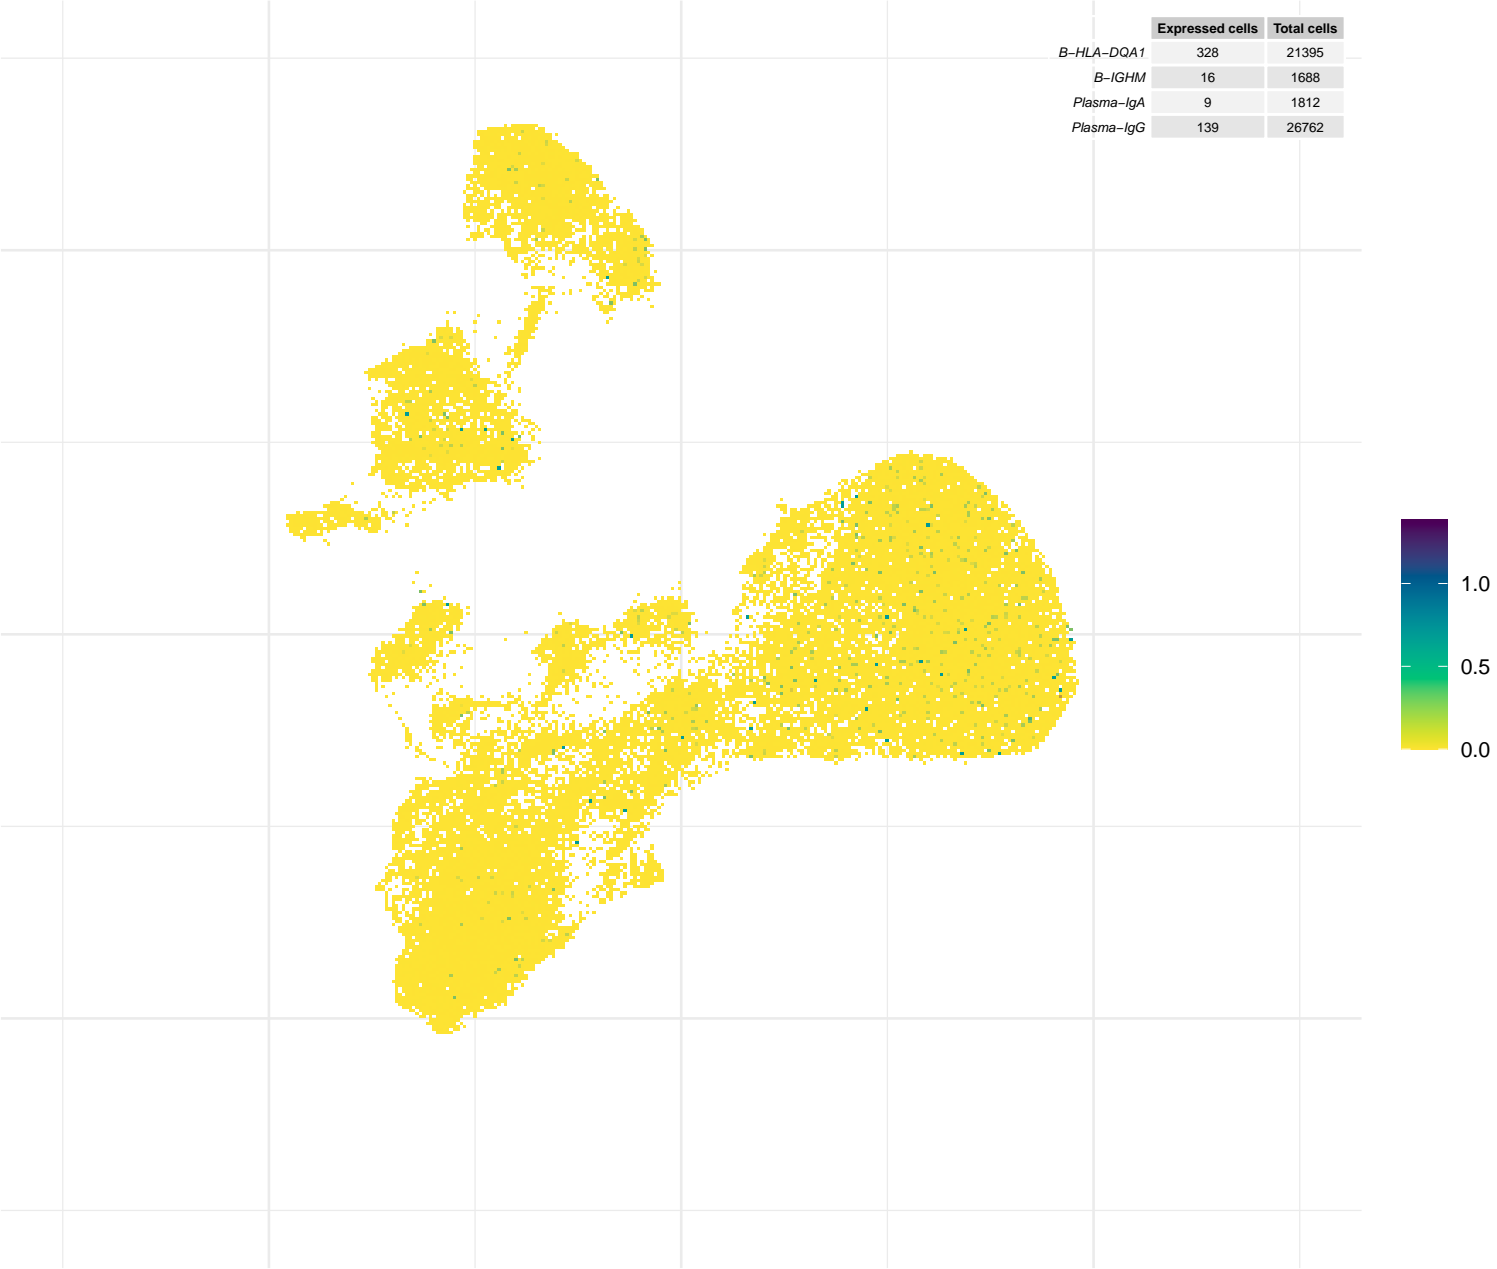 Expressed cells Total cells
B−HLA−DQA1 328 21395
B−IGHM 16 1688
Plasma−IgA 9 1812
Plasma−IgG 139 26762
1.0
0.5
0.0